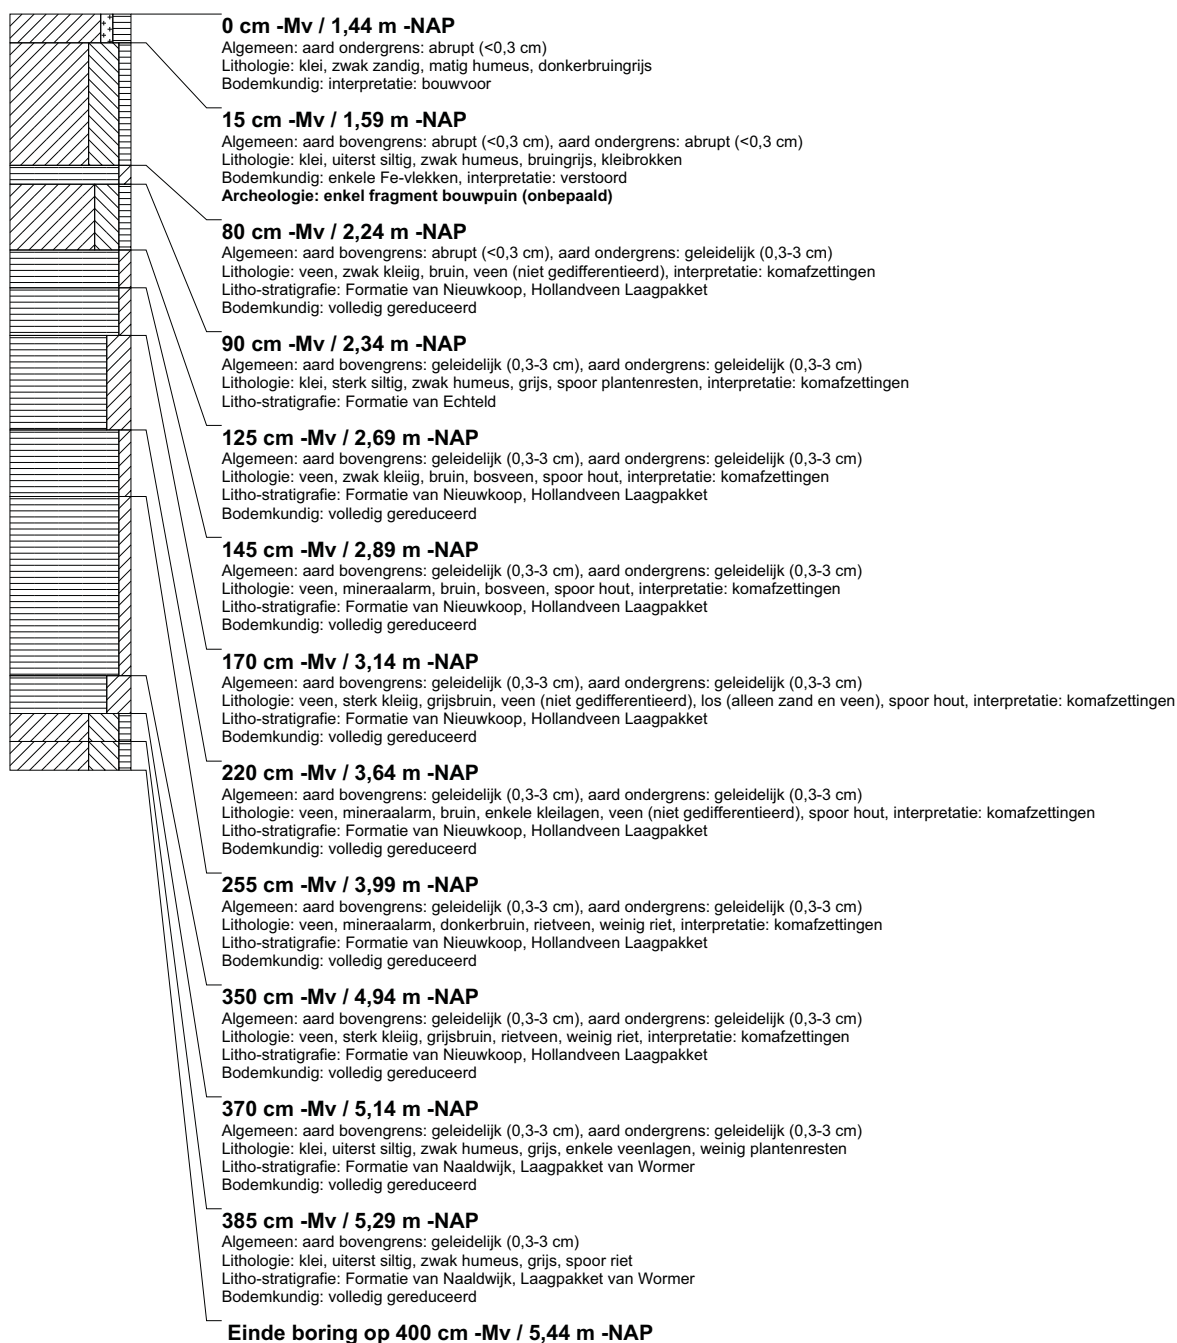 0 cm -Mv / 1,44 m -NAP
Algemeen: aard ondergrens: abrupt (<0,3 cm)
Lithologie: klei, zwak zandig, matig humeus, donkerbruingrijs
Bodemkundig: interpretatie: bouwvoor
15 cm -Mv / 1,59 m -NAP
Algemeen: aard bovengrens: abrupt (<0,3 cm), aard ondergrens: abrupt (<0,3 cm)
Lithologie: klei, uiterst siltig, zwak humeus, bruingrijs, kleibrokken
Bodemkundig: enkele Fe-vlekken, interpretatie: verstoord
Archeologie: enkel fragment bouwpuin (onbepaald)
80 cm -Mv / 2,24 m -NAP
Algemeen: aard bovengrens: abrupt (<0,3 cm), aard ondergrens: geleidelijk (0,3-3 cm)
Lithologie: veen, zwak kleiig, bruin, veen (niet gedifferentieerd), interpretatie: komafzettingen
Litho-stratigrafie: Formatie van Nieuwkoop, Hollandveen Laagpakket
Bodemkundig: volledig gereduceerd
90 cm -Mv / 2,34 m -NAP
Algemeen: aard bovengrens: geleidelijk (0,3-3 cm), aard ondergrens: geleidelijk (0,3-3 cm)
Lithologie: klei, sterk siltig, zwak humeus, grijs, spoor plantenresten, interpretatie: komafzettingen
Litho-stratigrafie: Formatie van Echteld
125 cm -Mv / 2,69 m -NAP
Algemeen: aard bovengrens: geleidelijk (0,3-3 cm), aard ondergrens: geleidelijk (0,3-3 cm)
Lithologie: veen, zwak kleiig, bruin, bosveen, spoor hout, interpretatie: komafzettingen
Litho-stratigrafie: Formatie van Nieuwkoop, Hollandveen Laagpakket
Bodemkundig: volledig gereduceerd
145 cm -Mv / 2,89 m -NAP
Algemeen: aard bovengrens: geleidelijk (0,3-3 cm), aard ondergrens: geleidelijk (0,3-3 cm)
Lithologie: veen, mineraalarm, bruin, bosveen, spoor hout, interpretatie: komafzettingen
Litho-stratigrafie: Formatie van Nieuwkoop, Hollandveen Laagpakket
Bodemkundig: volledig gereduceerd
170 cm -Mv / 3,14 m -NAP
Algemeen: aard bovengrens: geleidelijk (0,3-3 cm), aard ondergrens: geleidelijk (0,3-3 cm)
Lithologie: veen, sterk kleiig, grijsbruin, veen (niet gedifferentieerd), los (alleen zand en veen), spoor hout, interpretatie: komafzettingen
Litho-stratigrafie: Formatie van Nieuwkoop, Hollandveen Laagpakket
Bodemkundig: volledig gereduceerd
220 cm -Mv / 3,64 m -NAP
Algemeen: aard bovengrens: geleidelijk (0,3-3 cm), aard ondergrens: geleidelijk (0,3-3 cm)
Lithologie: veen, mineraalarm, bruin, enkele kleilagen, veen (niet gedifferentieerd), spoor hout, interpretatie: komafzettingen
Litho-stratigrafie: Formatie van Nieuwkoop, Hollandveen Laagpakket
Bodemkundig: volledig gereduceerd
255 cm -Mv / 3,99 m -NAP
Algemeen: aard bovengrens: geleidelijk (0,3-3 cm), aard ondergrens: geleidelijk (0,3-3 cm)
Lithologie: veen, mineraalarm, donkerbruin, rietveen, weinig riet, interpretatie: komafzettingen
Litho-stratigrafie: Formatie van Nieuwkoop, Hollandveen Laagpakket
Bodemkundig: volledig gereduceerd
350 cm -Mv / 4,94 m -NAP
Algemeen: aard bovengrens: geleidelijk (0,3-3 cm), aard ondergrens: geleidelijk (0,3-3 cm)
Lithologie: veen, sterk kleiig, grijsbruin, rietveen, weinig riet, interpretatie: komafzettingen
Litho-stratigrafie: Formatie van Nieuwkoop, Hollandveen Laagpakket
Bodemkundig: volledig gereduceerd
370 cm -Mv / 5,14 m -NAP
Algemeen: aard bovengrens: geleidelijk (0,3-3 cm), aard ondergrens: geleidelijk (0,3-3 cm)
Lithologie: klei, uiterst siltig, zwak humeus, grijs, enkele veenlagen, weinig plantenresten
Litho-stratigrafie: Formatie van Naaldwijk, Laagpakket van Wormer
Bodemkundig: volledig gereduceerd
385 cm -Mv / 5,29 m -NAP
Algemeen: aard bovengrens: geleidelijk (0,3-3 cm)
Lithologie: klei, uiterst siltig, zwak humeus, grijs, spoor riet
Litho-stratigrafie: Formatie van Naaldwijk, Laagpakket van Wormer
Bodemkundig: volledig gereduceerd
Einde boring op 400 cm -Mv / 5,44 m -NAP